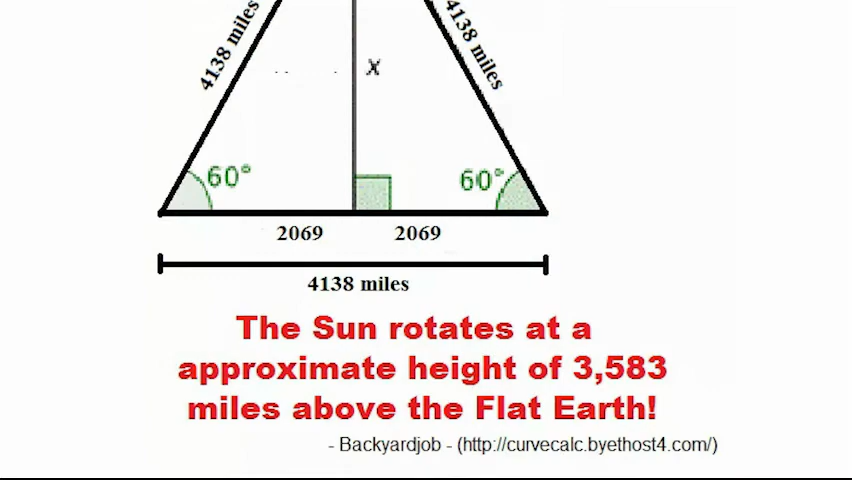 4138 miles
4138 miles
x
60°
60°
2069
2069
4138 miles
The Sun rotates at a
approximate height of 3,583
miles above the Flat Earth!
- Backyardjob - (http://curvecalc.byethost4.com/)